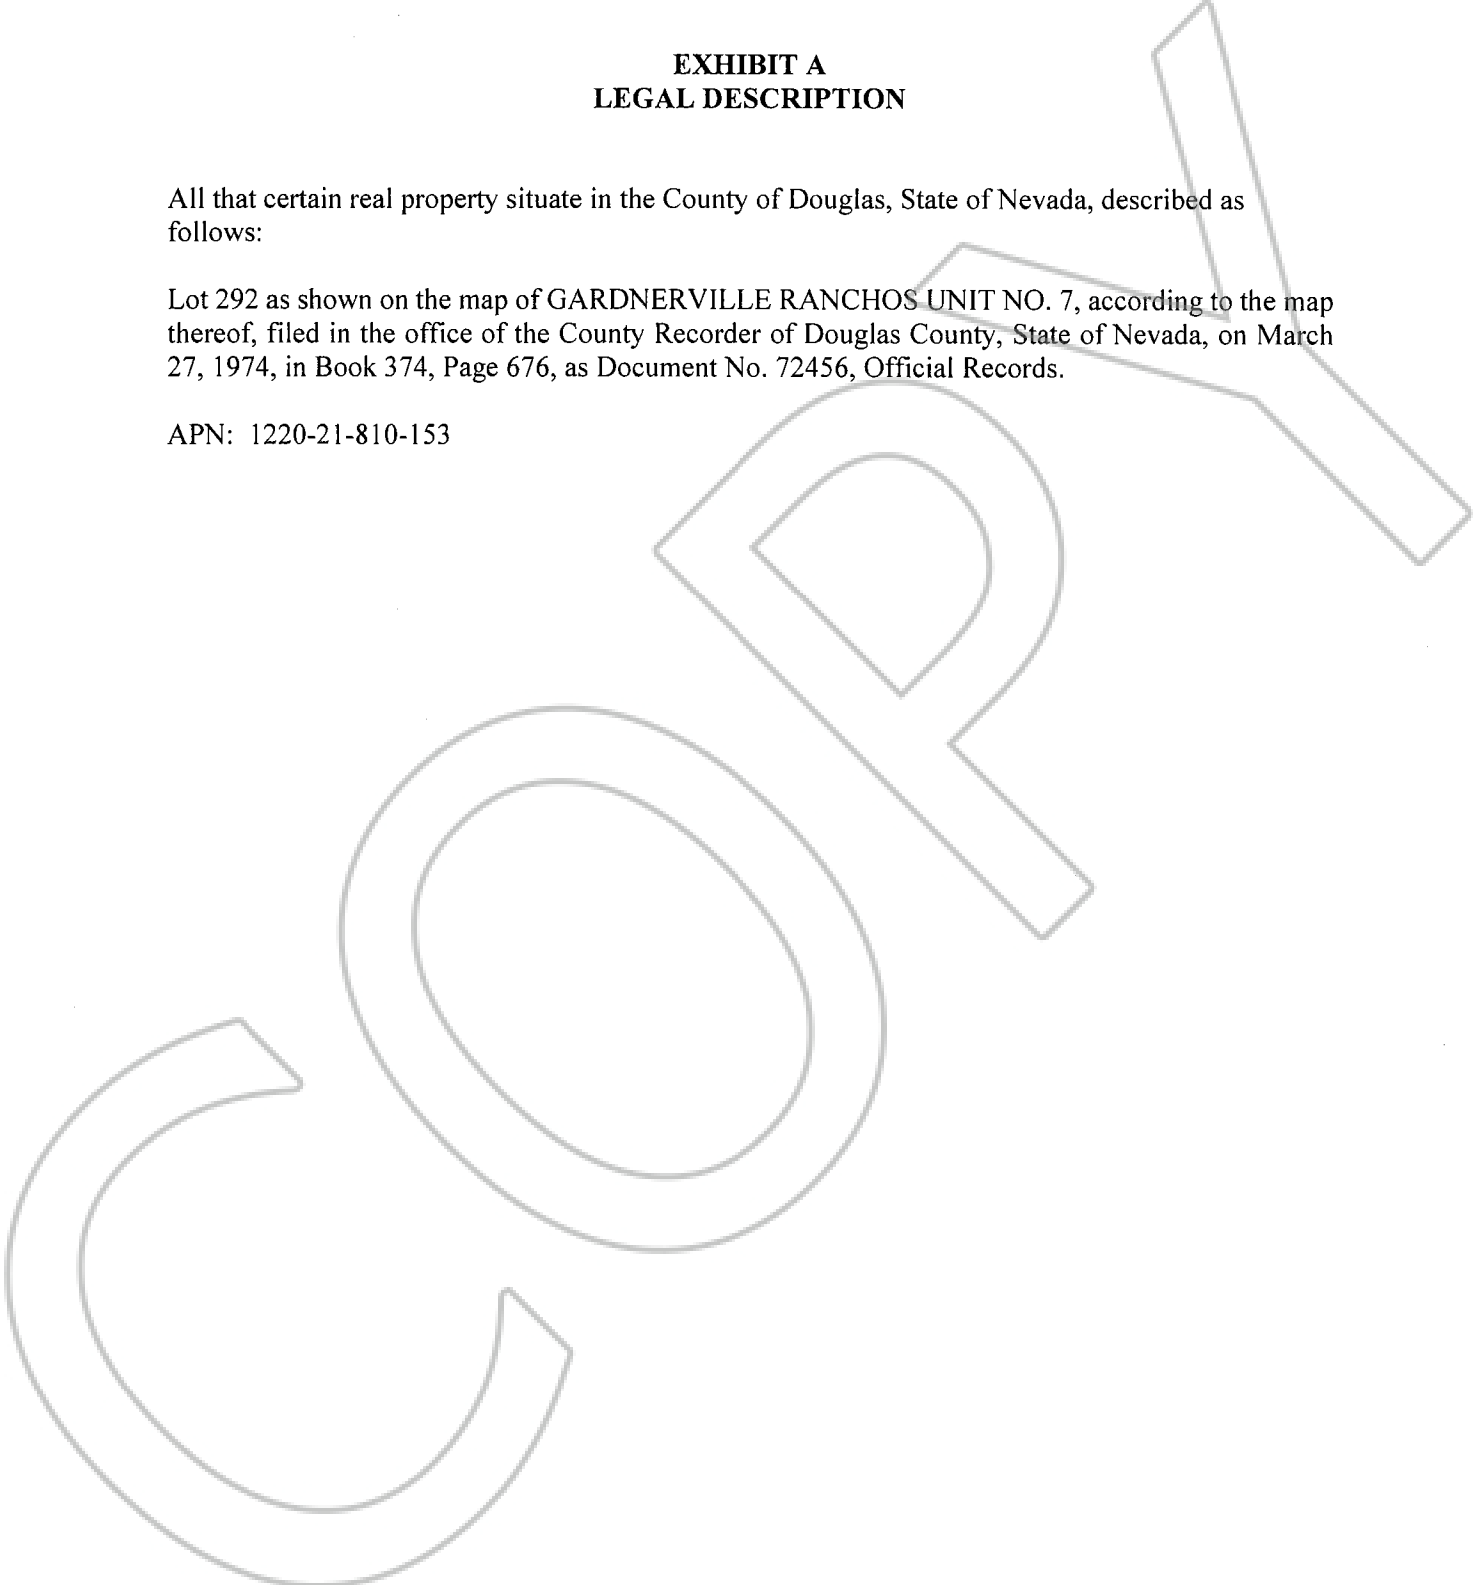 EXHIBIT A
LEGAL DESCRIPTION
All that certain real property situate in the County of Douglas, State of Nevada, described as
follows:
Lot 292 as shown on the map of GARDNERVILLE RANCHOS UNIT NO. 7, according to the map
thereof, filed in the office of the County Recorder of Douglas County, State of Nevada, on March
27, 1974, in Book 374, Page 676, as Document No. 72456, Official Records.
APN: 1220-21-810-153
COPY